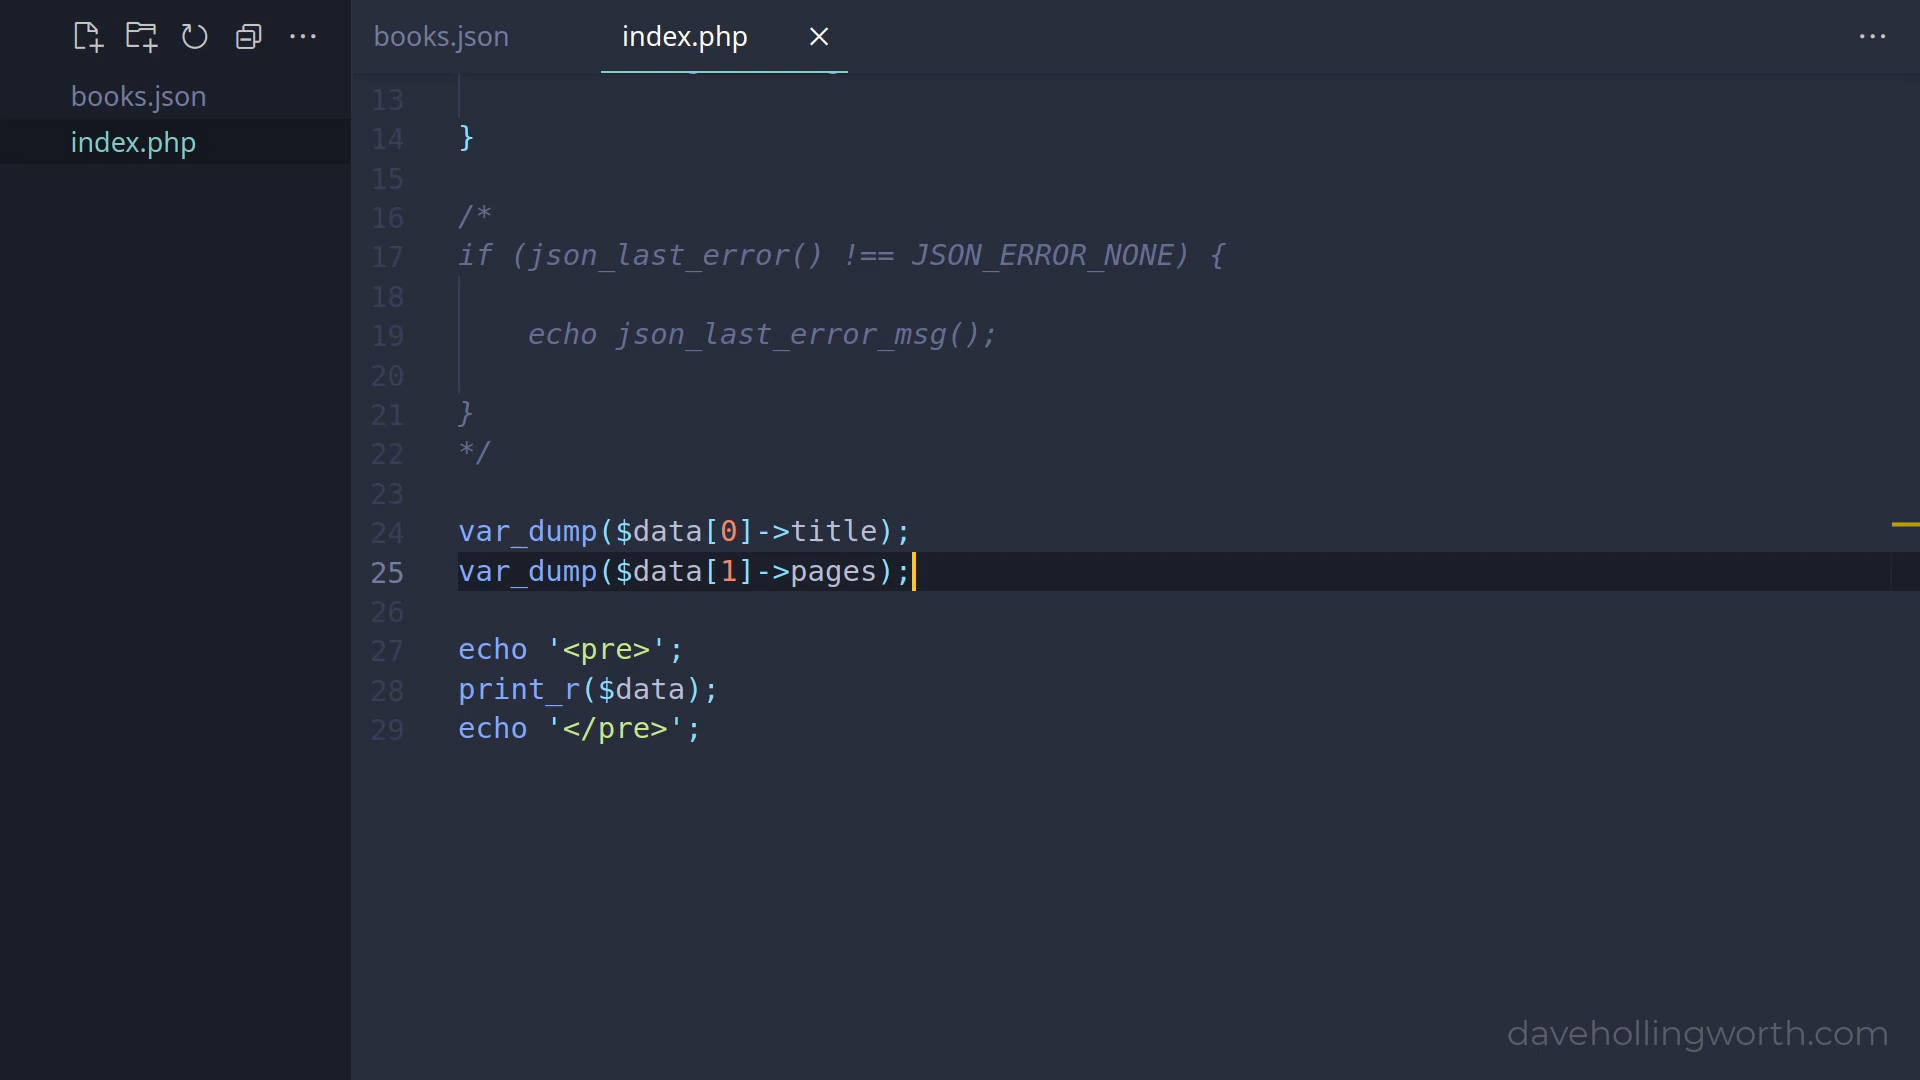 books.json
index.php
books.json
index.php
13
14 }
15
16 /*
17 if (json_last_error() !== JSON_ERROR_NONE) {
18
19 echo json_last_error_msg();
20
21 }
22 */
23
24 var_dump($data[0]->title);
25 var_dump($data[1]->pages);
26
27 echo '<pre>';
28 print_r($data);
29 echo '</pre>';
davehollingworth.com